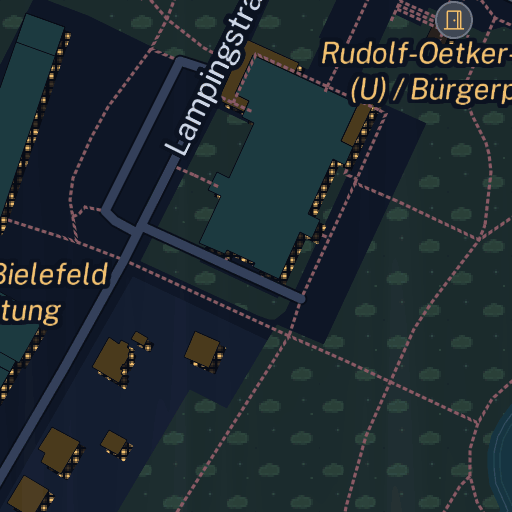 Rudolf-Oetker-
(U) / Bürgerp
Lampingstra
Bielefeld
tung